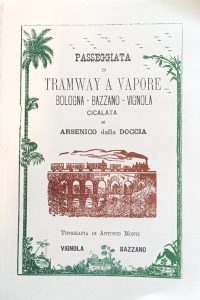 PASSEGGIATA
IN
TRAMWAY A VAPORE
BOLOGNA - BAZZANO - VIGNOLA
CICALATA
DI
ARSENICO dalla DOCCIA
TIPOGRAFIA DI ANTONIO MONTI
VIGNOLA BAZZANO